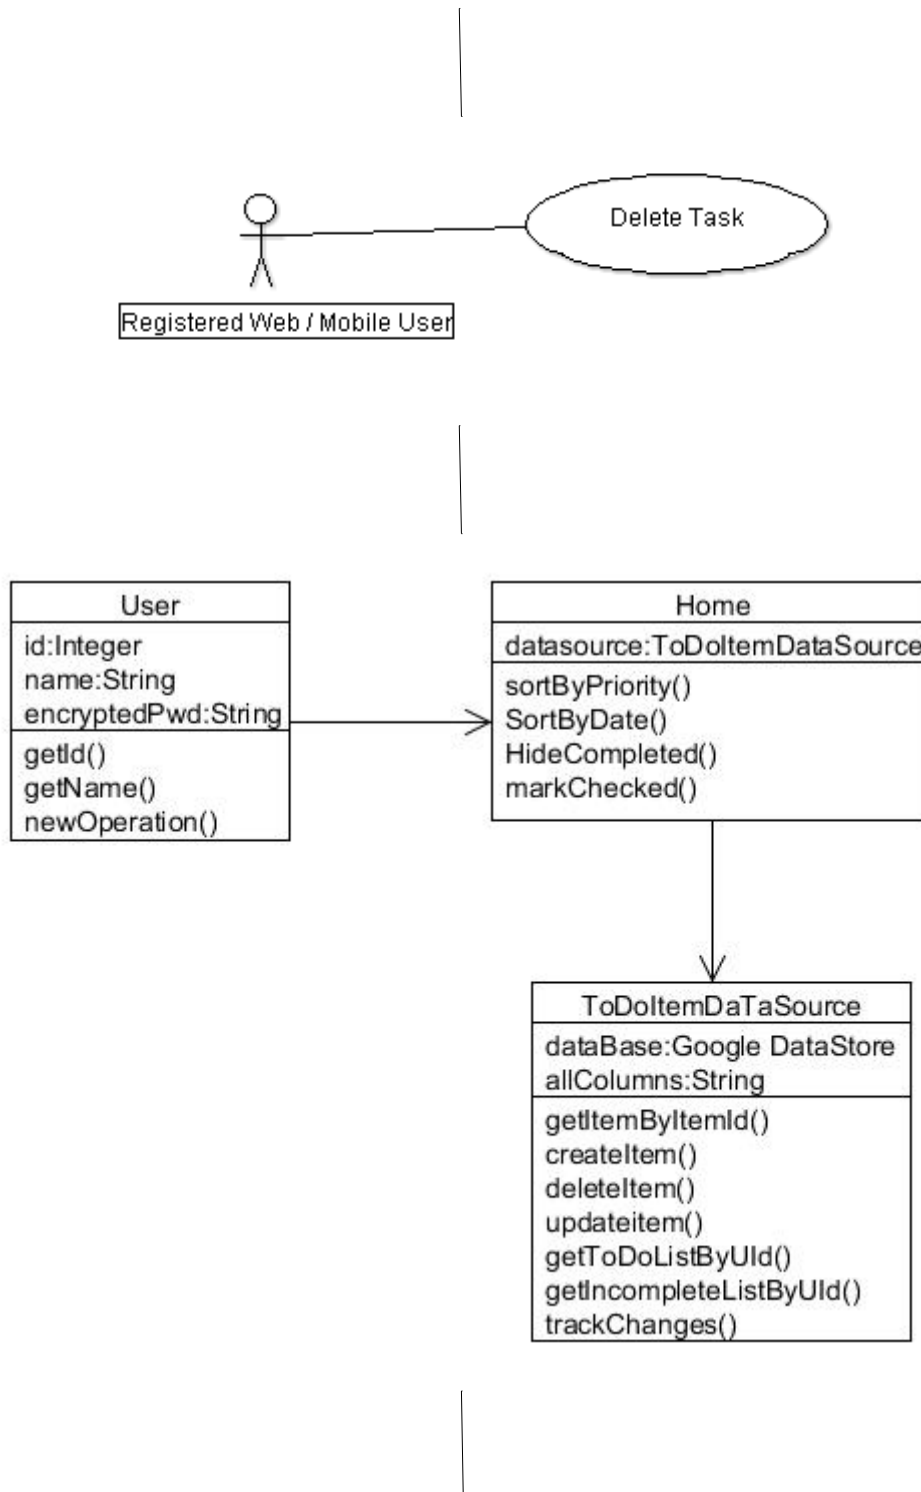 Delete Task
Registered Web / Mobile User
User
id:Integer
name:String
encryptedPwd:String
getId()
getName()
newOperation()
Home
datasource:ToDoItemDataSource
sortByPriority()
SortByDate()
HideCompleted()
markChecked()
ToDoItemDaTaSource
dataBase:Google DataStore
allColumns:String
getItemByItemId()
createItem()
deleteItem()
updateitem()
getToDoListByUId()
getIncompleteListByUId()
trackChanges()